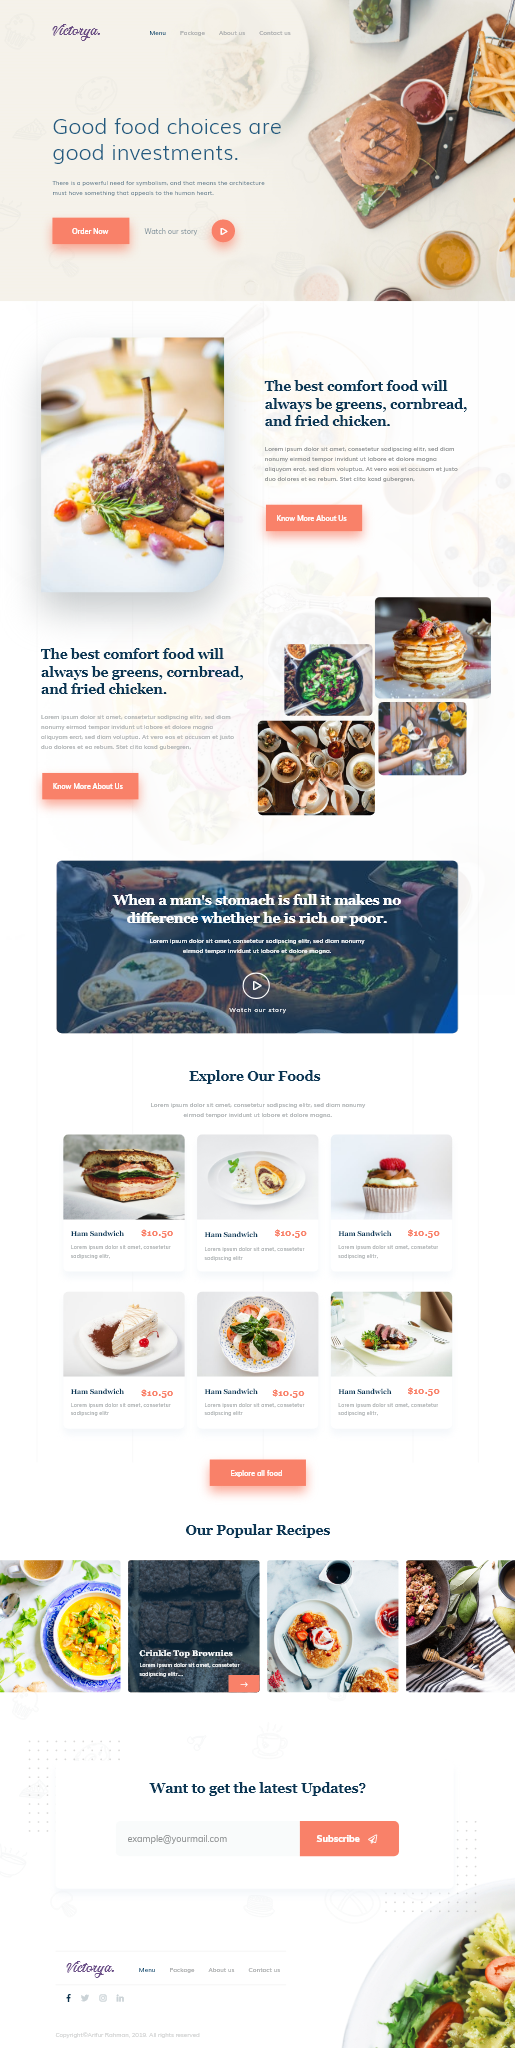 Victorya.
Menu Package About us Contact us
Good food choices are
good investments.
There is a powerful need for symbolism, and that means the architecture
must have something that appeals to the human heart.
Order Now Watch our story
The best comfort food will
always be greens, cornbread,
and fried chicken.
Lorem ipsum dolor sit amet, consetetur sadipscing elitr, sed diam
nonumy eirmod tempor invidunt ut labore et dolore magna
aliquyam erat, sed diam voluptua. At vero eos et accusam et justo
duo dolores et ea rebum. Stet clita kasd gubergren.
Know More About Us
The best comfort food will
always be greens, cornbread,
and fried chicken.
Lorem ipsum dolor sit amet, consetetur sadipscing elitr, sed diam
nonumy eirmod tempor invidunt ut labore et dolore magna
aliquyam erat, sed diam voluptua. At vero eos et accusam et justo
duo dolores et ea rebum. Stet clita kasd gubergren.
Know More About Us
When a man's stomach is full it makes no
difference whether he is rich or poor.
Lorem ipsum dolor sit amet, consetetur sadipscing elitr, sed diam nonumy
eirmod tempor invidunt ut labore et dolore magna.
Watch our story
Explore Our Foods
Lorem ipsum dolor sit amet, consetetur sadipscing elitr, sed diam nonumy
eirmod tempor invidunt ut labore et dolore magna.
Ham Sandwich $10.50
Lorem ipsum dolor sit amet, consetetur
sadipscing elitr.
Ham Sandwich $10.50
Lorem ipsum dolor sit amet, consetetur
sadipscing elitr.
Ham Sandwich $10.50
Lorem ipsum dolor sit amet, consetetur
sadipscing elitr.
Ham Sandwich $10.50
Lorem ipsum dolor sit amet, consetetur
sadipscing elitr.
Ham Sandwich $10.50
Lorem ipsum dolor sit amet, consetetur
sadipscing elitr.
Ham Sandwich $10.50
Lorem ipsum dolor sit amet, consetetur
sadipscing elitr.
Explore all food
Our Popular Recipes
Crinkle Top Brownies
Lorem ipsum dolor sit amet, consetetur
sadipscing elitr....
Want to get the latest Updates?
example@yourmail.com
Subscribe
Victorya.
Menu Package About us Contact us
Copyright© 2019. All rights reserved